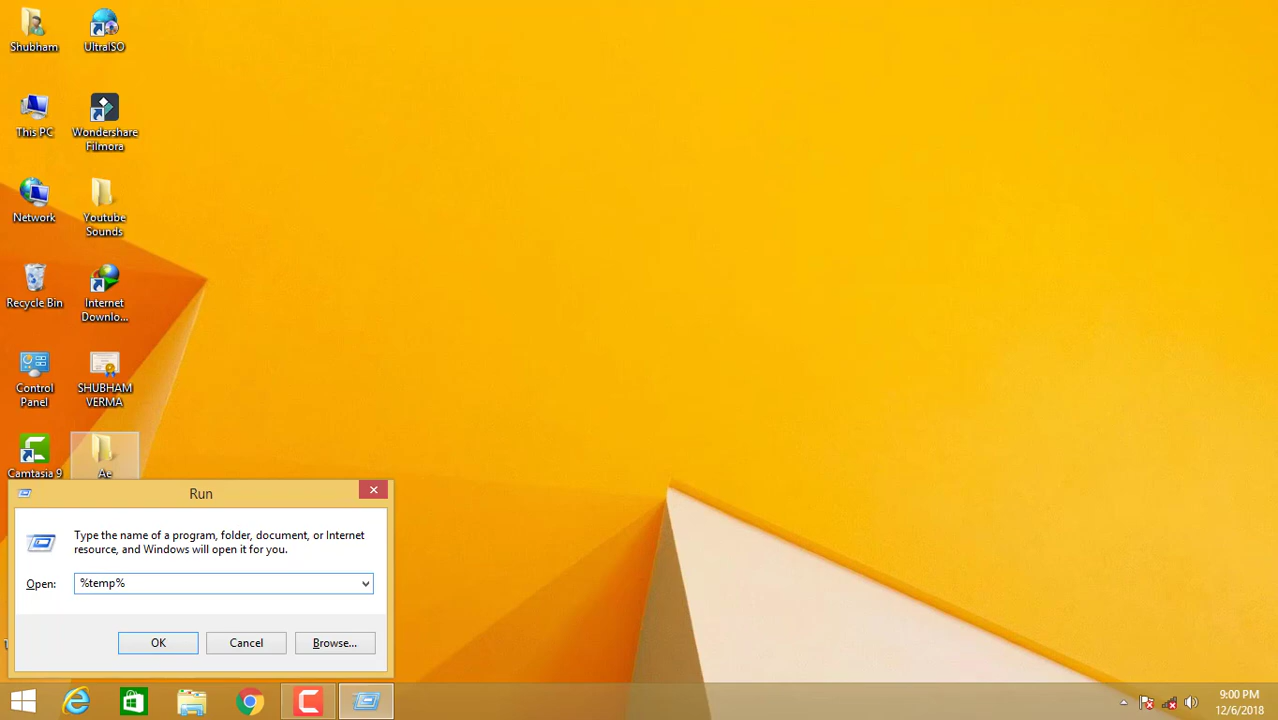 Shubham
UltraISO
This PC
Wondershare
Filmora
Network
Youtube
Sounds
Recycle Bin
Internet
Downlo...
Control
Panel
SHUBHAM
VERMA
Camtasia 9
Ae
Run
Type the name of a program, folder, document, or Internet
resource, and Windows will open it for you.
Open:
%temp%
OK
Cancel
Browse...
9:00 PM
12/6/2018